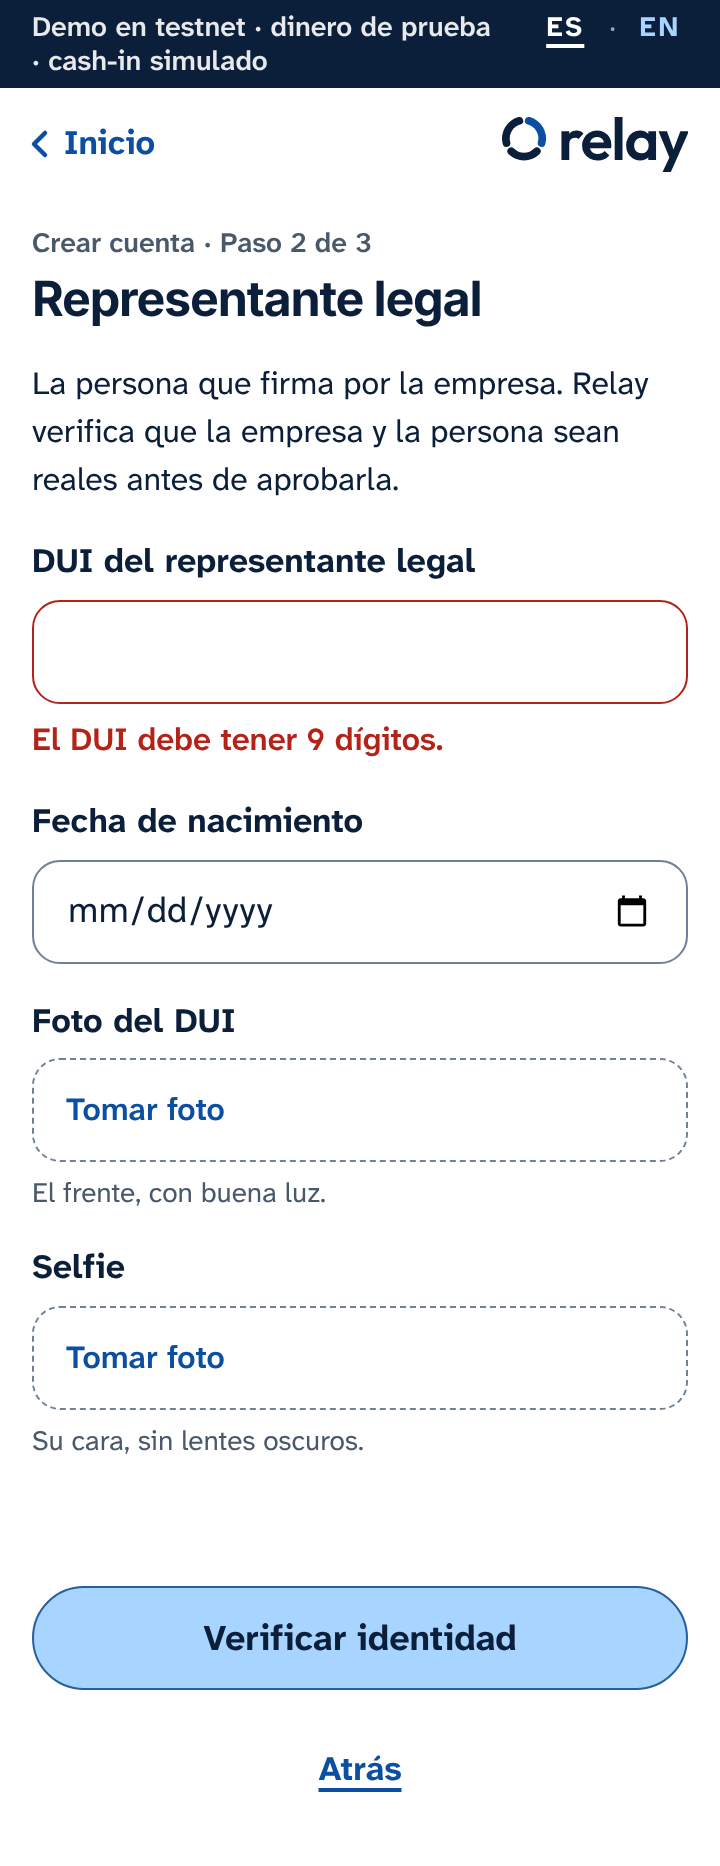 Demo en testnet · dinero de prueba
· cash-in simulado
ES · EN
Inicio
relay
Crear cuenta · Paso 2 de 3
Representante legal
La persona que firma por la empresa. Relay
verifica que la empresa y la persona sean
reales antes de aprobarla.
DUI del representante legal
El DUI debe tener 9 dígitos.
Fecha de nacimiento
mm/dd/yyyy
Foto del DUI
Tomar foto
El frente, con buena luz.
Selfie
Tomar foto
Su cara, sin lentes oscuros.
Verificar identidad
Atrás